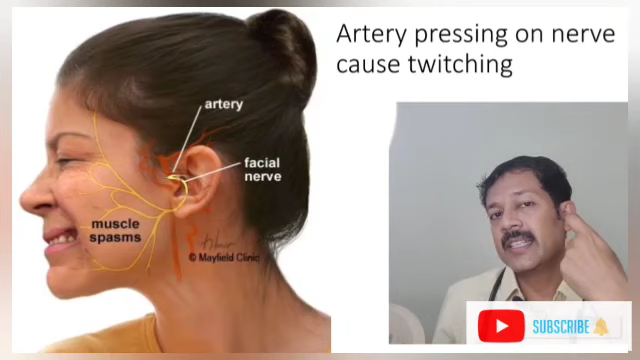 Artery pressing on nerve
cause twitching
artery
facial
nerve
muscle
spasms
© Mayfield Clinic
SUBSCRIBE